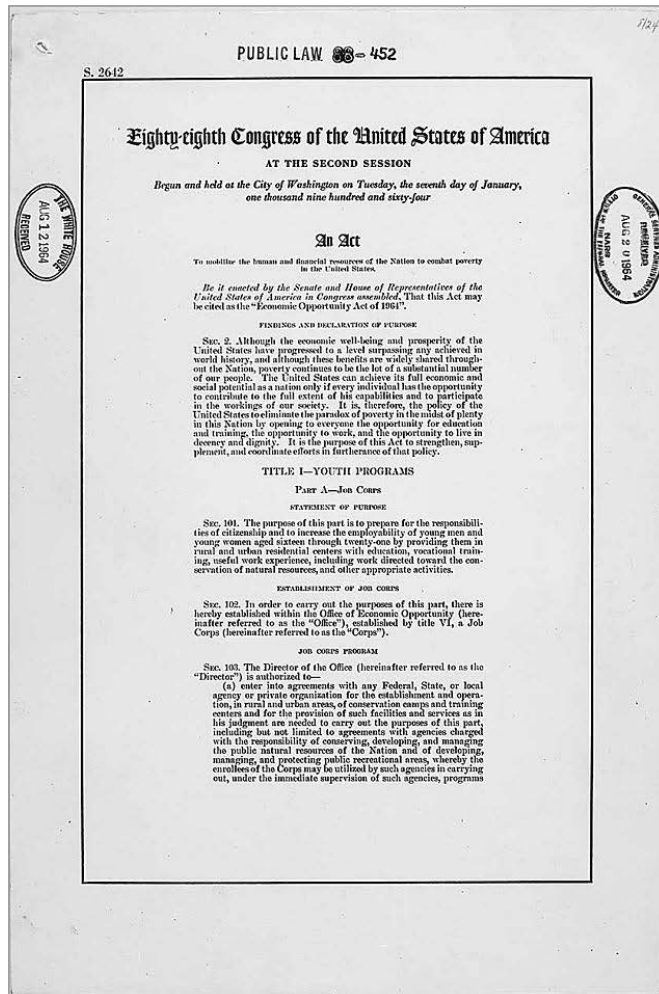 5/24
PUBLIC LAW 88-452
S. 2642
Eighty-eighth Congress of the United States of America
AT THE SECOND SESSION
Begun and held at the City of Washington on Tuesday, the seventh day of January,
one thousand nine hundred and sixty-four
THE WHITE HOUSE
AUG 12 1964
RECEIVED
GENERAL SERVICES ADMINISTRATION
RECEIVED
AUG 20 1964
NARS
An Act
To mobilize the human and financial resources of the Nation to combat poverty
in the United States.
Be it enacted by the Senate and House of Representatives of the
United States of America in Congress assembled, That this Act may
be cited as the "Economic Opportunity Act of 1964".
FINDINGS AND DECLARATION OF PURPOSE
SEC. 2. Although the economic well-being and prosperity of the
United States have progressed to a level surpassing any achieved in
world history, and although these benefits are widely shared through-
out the Nation, poverty continues to be the lot of a substantial number
of our people. The United States can achieve its full economic and
social potential as a nation only if every individual has the opportunity
to contribute to the full extent of his capabilities and to participate
in the workings of our society. It is, therefore, the policy of the
United States to eliminate the paradox of poverty in the midst of plenty
in this Nation by opening to everyone the opportunity for education
and training, the opportunity to work, and the opportunity to live in
decency and dignity. It is the purpose of this Act to strengthen, sup-
plement, and coordinate efforts in furtherance of that policy.
TITLE I—YOUTH PROGRAMS
PART A—JOB CORPS
STATEMENT OF PURPOSE
SEC. 101. The purpose of this part is to prepare for the responsibili-
ties of citizenship and to increase the employability of young men and
young women aged sixteen through twenty-one by providing them in
rural and urban residential centers with education, vocational train-
ing, useful work experience, including work directed toward the con-
servation of natural resources, and other appropriate activities.
ESTABLISHMENT OF JOB CORPS
SEC. 102. In order to carry out the purposes of this part, there is
hereby established within the Office of Economic Opportunity (here-
inafter referred to as the "Office"), established by title VI, a Job
Corps (hereinafter referred to as the "Corps").
JOB CORPS PROGRAM
SEC. 103. The Director of the Office (hereinafter referred to as the
"Director") is authorized to—
(a) enter into agreements with any Federal, State, or local
agency or private organization for the establishment and opera-
tion, in rural and urban areas, of conservation camps and training
centers and for the provision of such facilities and services as in
his judgment are needed to carry out the purposes of this part,
including but not limited to agreements with agencies charged
with the responsibility of conserving, developing, and managing
the public natural resources of the Nation and of developing,
managing, and protecting public recreational areas, whereby the
enrollees of the Corps may be utilized by such agencies in carrying
out, under the immediate supervision of such agencies, programs